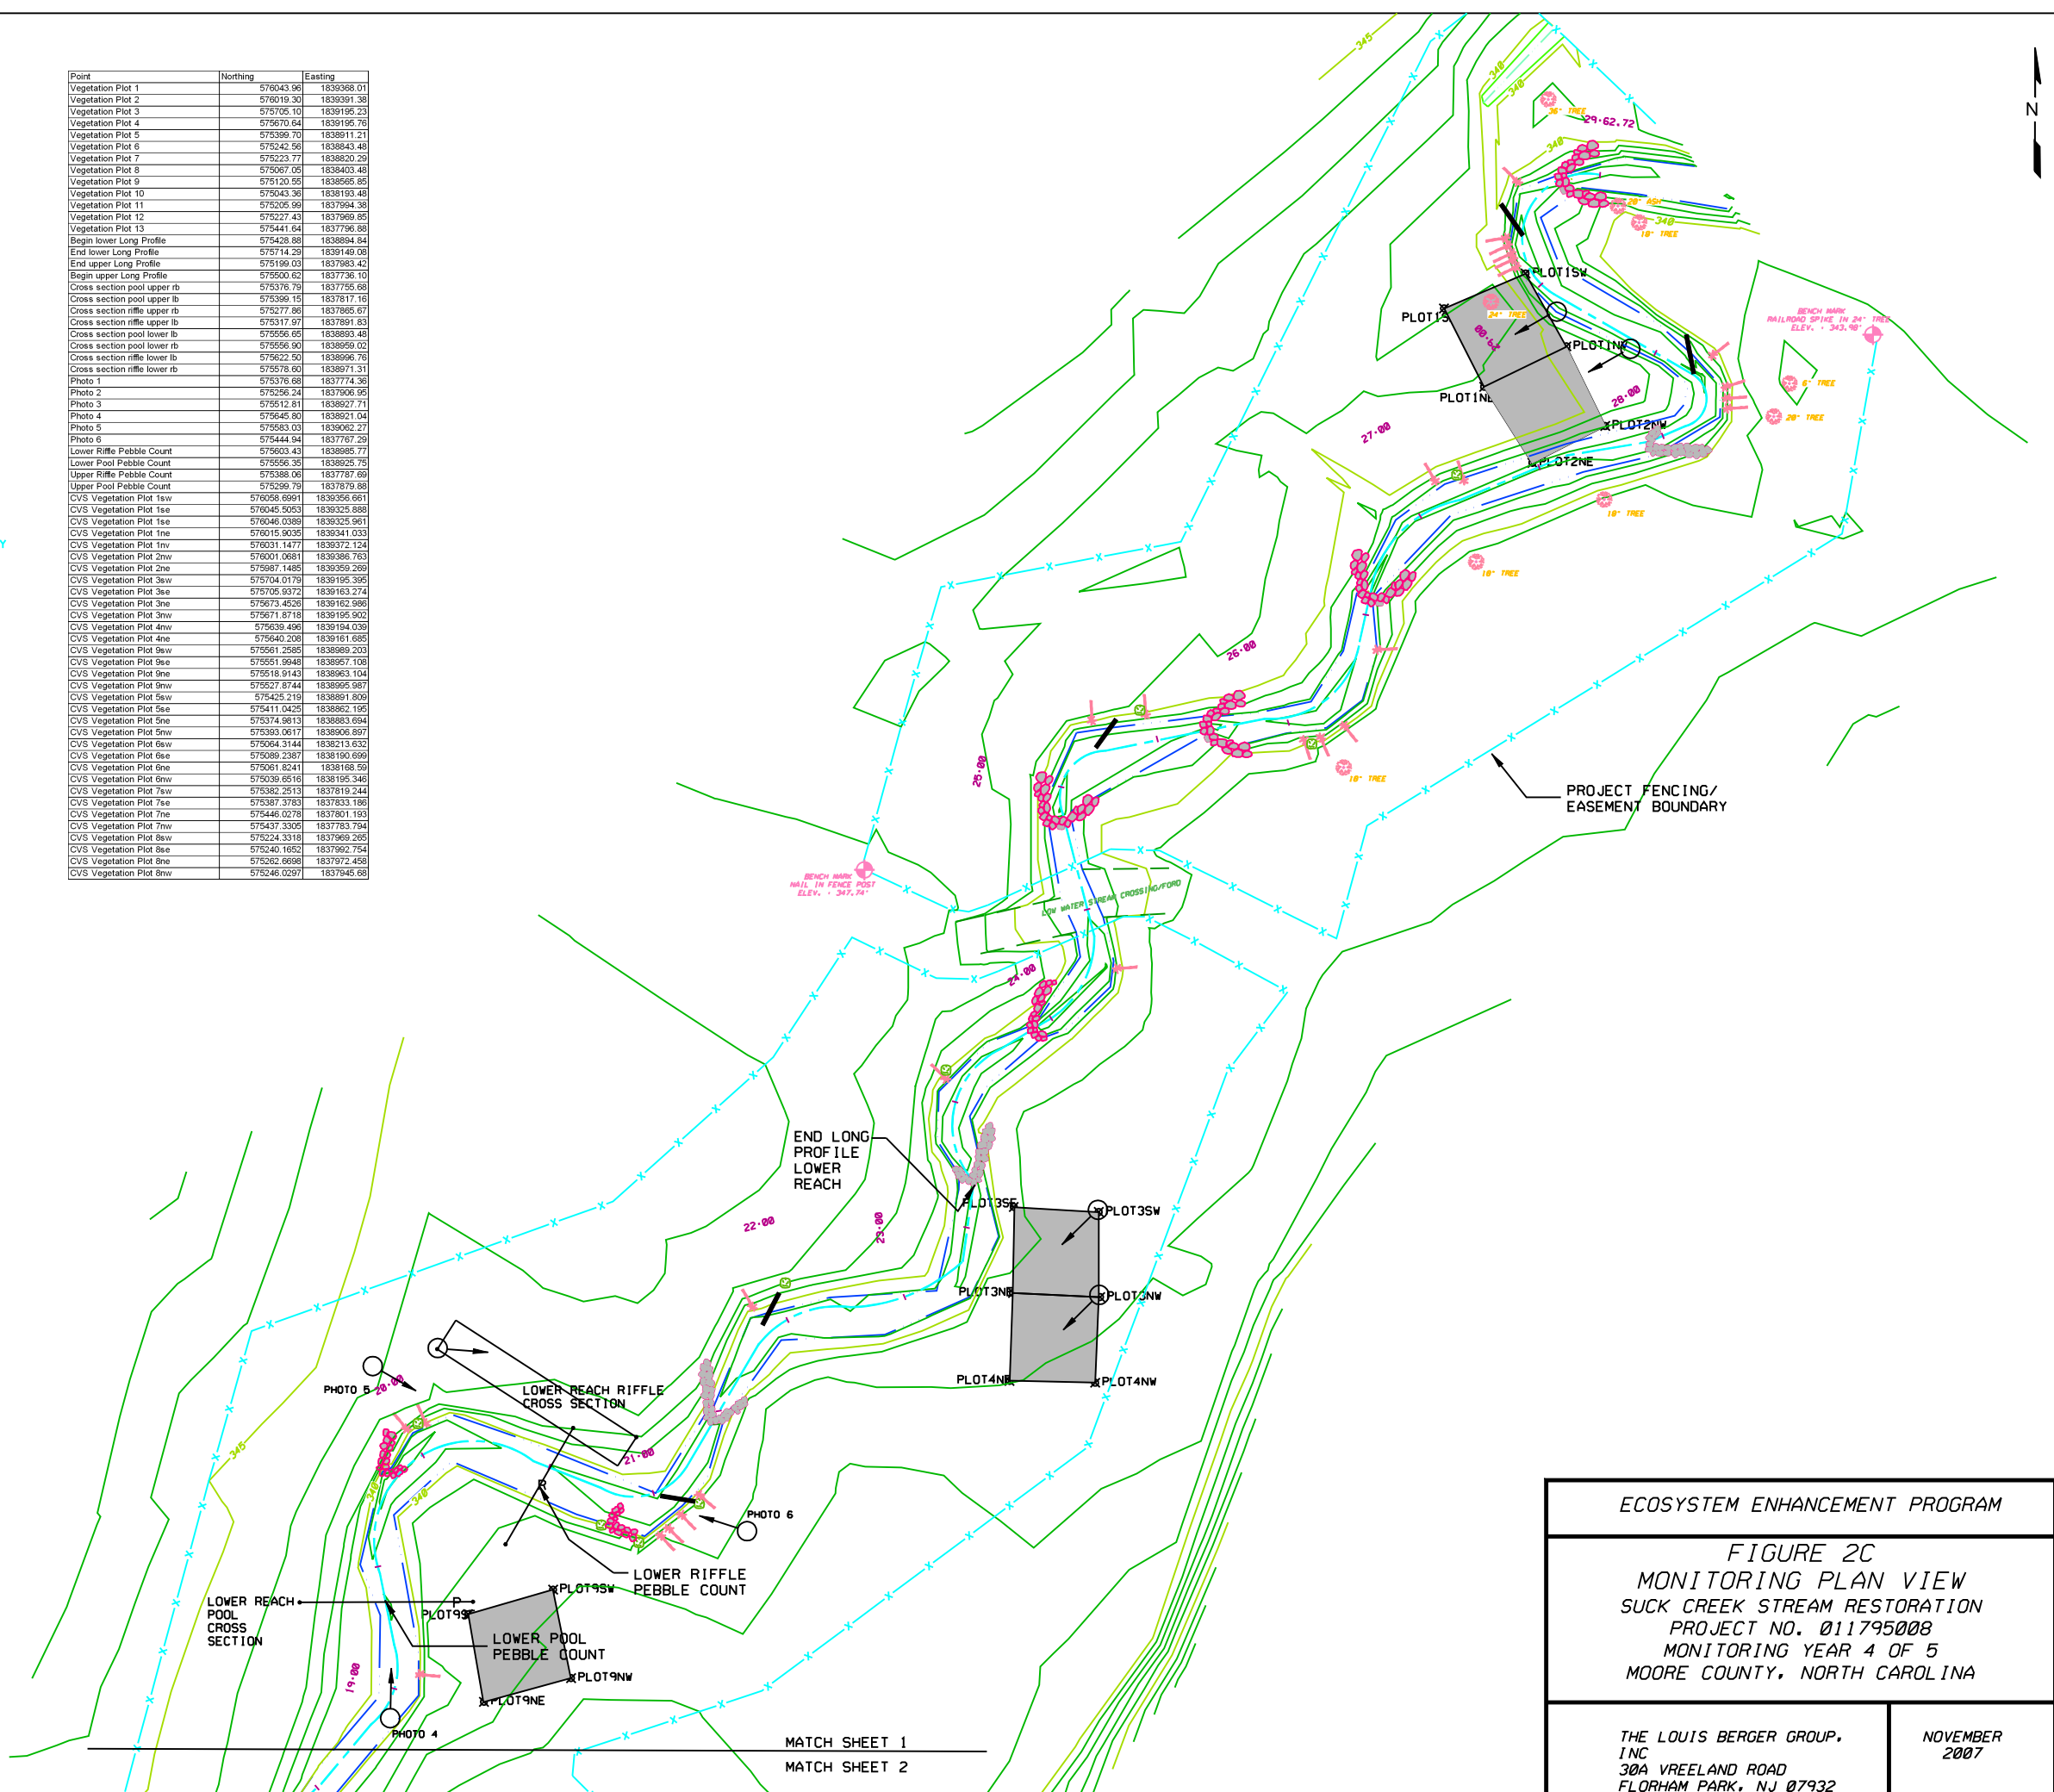 Point Northing Easting
Vegetation Plot 1 576043.96 1839368.01
Vegetation Plot 2 576019.30 1839391.38
Vegetation Plot 3 575705.10 1839195.23
Vegetation Plot 4 575670.64 1839195.76
Vegetation Plot 5 575399.70 1838911.21
Vegetation Plot 6 575242.56 1838843.48
Vegetation Plot 7 575223.77 1838820.29
Vegetation Plot 8 575067.05 1838403.48
Vegetation Plot 9 575120.55 1838565.85
Vegetation Plot 10 575043.36 1838193.48
Vegetation Plot 11 575205.99 1837994.38
Vegetation Plot 12 575227.43 1837969.85
Vegetation Plot 13 575441.64 1837796.88
Begin lower Long Profile 575428.88 1838894.84
End lower Long Profile 575714.29 1839149.08
End upper Long Profile 575199.03 1837983.42
Begin upper Long Profile 575500.62 1837736.10
Cross section pool upper rb 575376.79 1837755.68
Cross section pool upper lb 575399.15 1837817.16
Cross section riffle upper rb 575277.86 1837865.67
Cross section riffle upper lb 575317.97 1837891.83
Cross section pool lower lb 575556.65 1838893.48
Cross section pool lower rb 575556.90 1838959.02
Cross section riffle lower lb 575622.50 1838996.76
Cross section riffle lower rb 575578.60 1838971.31
Photo 1 575376.68 1837774.36
Photo 2 575256.24 1837906.95
Photo 3 575512.81 1838927.71
Photo 4 575645.80 1838921.04
Photo 5 575583.03 1839062.27
Photo 6 575444.94 1837767.29
Lower Riffle Pebble Count 575603.43 1838985.77
Lower Pool Pebble Count 575556.35 1838925.75
Upper Riffle Pebble Count 575388.06 1837787.69
Upper Pool Pebble Count 575299.79 1837879.88
CVS Vegetation Plot 1sw 576058.6991 1839356.661
CVS Vegetation Plot 1se 576045.5053 1839325.888
CVS Vegetation Plot 1se 576046.0389 1839325.961
CVS Vegetation Plot 1ne 576015.9035 1839341.033
CVS Vegetation Plot 1nv 576031.1477 1839372.124
CVS Vegetation Plot 2nw 576001.0681 1839386.763
CVS Vegetation Plot 2ne 575987.1485 1839359.269
CVS Vegetation Plot 3sw 575704.0179 1839195.395
CVS Vegetation Plot 3se 575705.9372 1839163.274
CVS Vegetation Plot 3ne 575673.4526 1839162.986
CVS Vegetation Plot 3nw 575671.8718 1839195.902
CVS Vegetation Plot 4nw 575639.496 1839194.039
CVS Vegetation Plot 4ne 575640.208 1839161.685
CVS Vegetation Plot 9sw 575561.2585 1838989.203
CVS Vegetation Plot 9se 575551.9948 1838957.108
CVS Vegetation Plot 9ne 575518.9143 1838963.104
CVS Vegetation Plot 9nw 575527.8744 1838995.987
CVS Vegetation Plot 5sw 575425.219 1838891.809
CVS Vegetation Plot 5se 575411.0425 1838862.195
CVS Vegetation Plot 5ne 575374.9813 1838883.694
CVS Vegetation Plot 5nw 575393.0617 1838906.897
CVS Vegetation Plot 6sw 575064.3144 1838213.632
CVS Vegetation Plot 6se 575089.2387 1838190.699
CVS Vegetation Plot 6ne 575061.8241 1838168.59
CVS Vegetation Plot 6nw 575039.6516 1838195.346
CVS Vegetation Plot 7sw 575382.2513 1837819.244
CVS Vegetation Plot 7se 575387.3783 1837833.186
CVS Vegetation Plot 7ne 575446.0278 1837801.193
CVS Vegetation Plot 7nw 575437.3305 1837783.794
CVS Vegetation Plot 8sw 575224.3318 1837969.265
CVS Vegetation Plot 8se 575240.1652 1837992.754
CVS Vegetation Plot 8ne 575262.6698 1837972.458
CVS Vegetation Plot 8nw 575246.0297 1837945.68
Y
345
340
340
36" TREE
29+62.72
340
20" ASH
340
18" TREE
N
PLOT1SW
PLOT1S
24" TREE
PLOT1NW
PLOT1NE
BENCH MARK
RAILROAD SPIKE IN 24" TREE
ELEV. = 343.98'
6" TREE
20" TREE
28+00
27+00
PLOT2NW
PLOT2NE
18" TREE
18" TREE
26+00
18" TREE
25+00
PROJECT FENCING/
EASEMENT BOUNDARY
BENCH MARK
NAIL IN FENCE POST
ELEV. = 347.74'
LOW WATER STREAM CROSSING/FORD
24+00
END LONG
PROFILE
LOWER
REACH
22+00
23+00
PLOT3SE
PLOT3SW
PLOT3NE
PLOT3NW
PLOT4NE
PLOT4NW
PHOTO 5
20+00
LOWER REACH RIFFLE
CROSS SECTION
21+00
345
340
340
R
PHOTO 6
LOWER RIFFLE
PEBBLE COUNT
LOWER REACH
POOL
CROSS
SECTION
P
PLOT9SW
PLOT9SE
LOWER POOL
PEBBLE COUNT
PLOT9NW
PLOT9NE
19+00
PHOTO 4
MATCH SHEET 1
MATCH SHEET 2
ECOSYSTEM ENHANCEMENT PROGRAM
FIGURE 2C
MONITORING PLAN VIEW
SUCK CREEK STREAM RESTORATION
PROJECT NO. 011795008
MONITORING YEAR 4 OF 5
MOORE COUNTY, NORTH CAROLINA
THE LOUIS BERGER GROUP,
INC
30A VREELAND ROAD
FLORHAM PARK, NJ 07932
NOVEMBER
2007